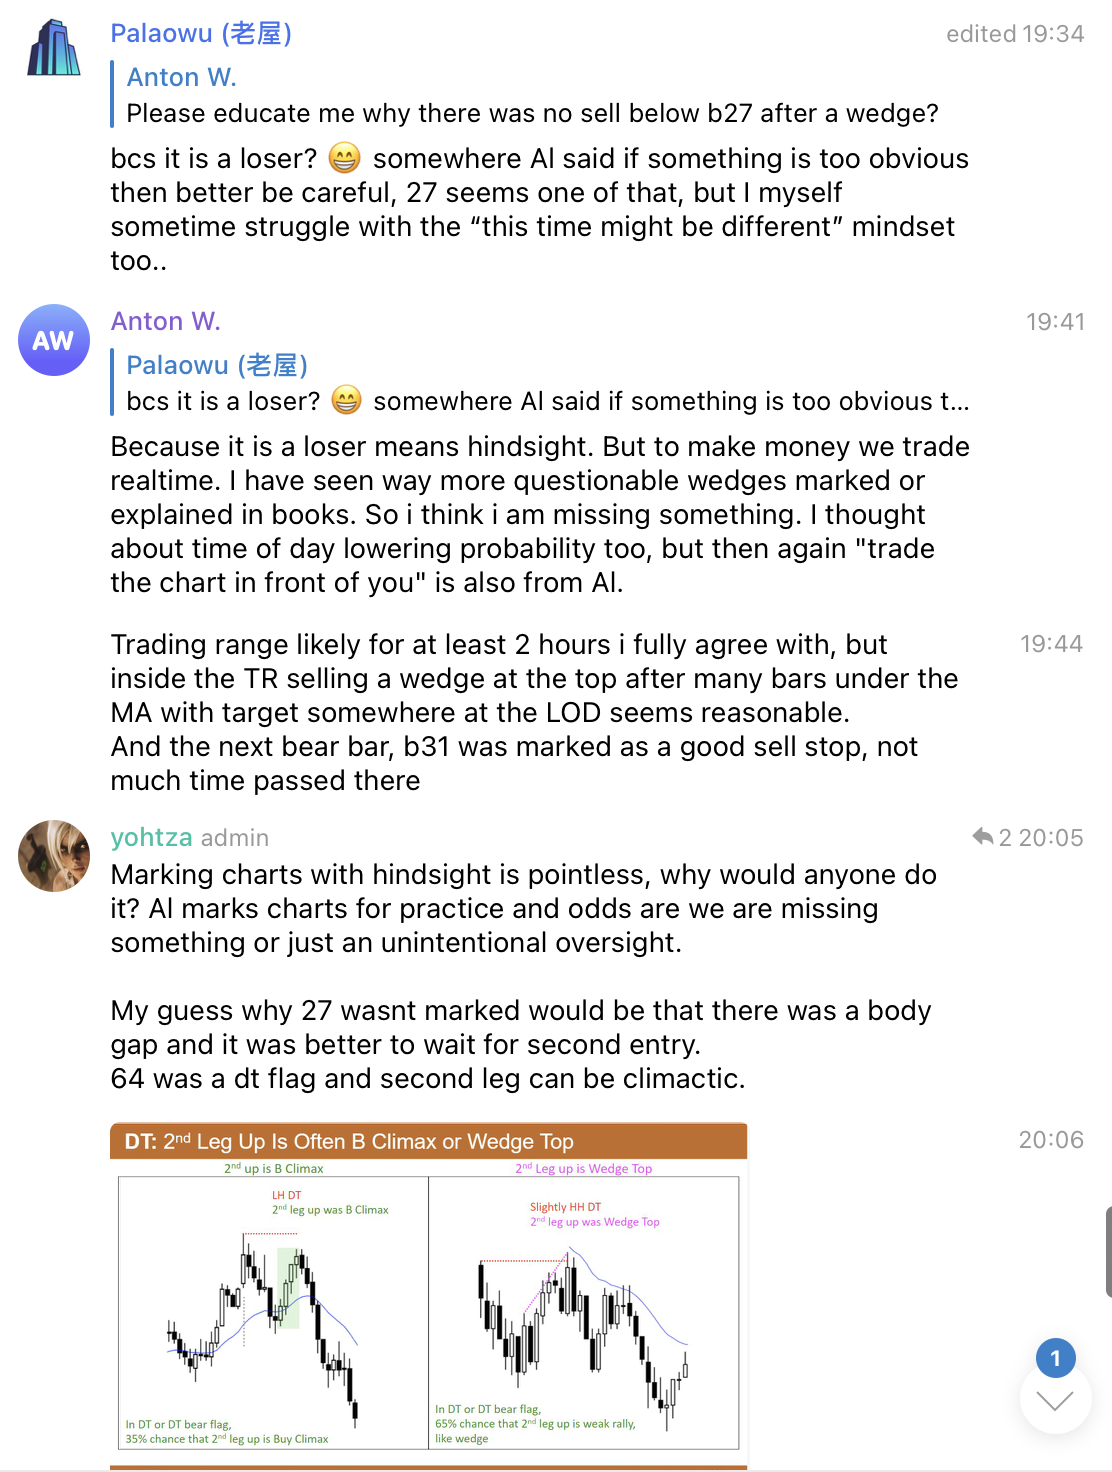 Palaowu (老屋)
edited 19:34
Anton W.
Please educate me why there was no sell below b27 after a wedge?
bcs it is a loser? 😁 somewhere Al said if something is too obvious
then better be careful, 27 seems one of that, but I myself
sometime struggle with the “this time might be different” mindset
too..
AW
Anton W.
19:41
Palaowu (老屋)
bcs it is a loser? 😁 somewhere Al said if something is too obvious t...
Because it is a loser means hindsight. But to make money we trade
realtime. I have seen way more questionable wedges marked or
explained in books. So i think i am missing something. I thought
about time of day lowering probability too, but then again "trade
the chart in front of you" is also from Al.
Trading range likely for at least 2 hours i fully agree with, but
19:44
inside the TR selling a wedge at the top after many bars under the
MA with target somewhere at the LOD seems reasonable.
And the next bear bar, b31 was marked as a good sell stop, not
much time passed there
yohtza admin
2 20:05
Marking charts with hindsight is pointless, why would anyone do
it? Al marks charts for practice and odds are we are missing
something or just an unintentional oversight.
My guess why 27 wasnt marked would be that there was a body
gap and it was better to wait for second entry.
64 was a dt flag and second leg can be climactic.
20:06
DT: 2nd Leg Up Is Often B Climax or Wedge Top
2nd up is B Climax
LH DT
2nd leg up was B Climax
In DT or DT bear flag,
35% chance that 2nd leg up is Buy Climax
2nd Leg up is Wedge Top
Slightly HH DT
2nd leg up was Wedge Top
In DT or DT bear flag,
65% chance that 2nd leg up is weak rally,
like wedge
1